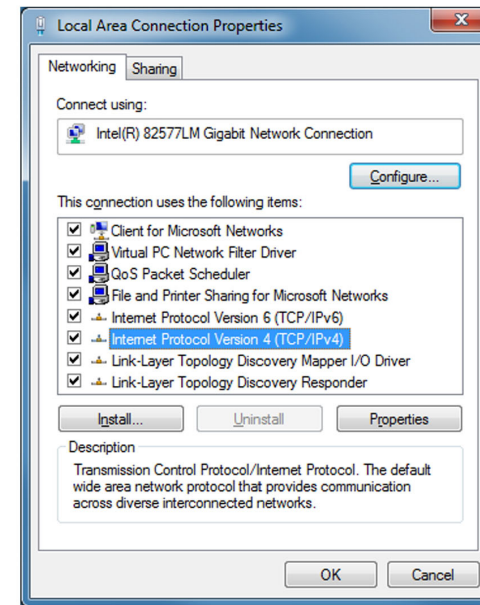 Local Area Connection Properties
Networking
Sharing
Connect using:
Intel(R) 82577LM Gigabit Network Connection
Configure...
This connection uses the following items:
Client for Microsoft Networks
Virtual PC Network Filter Driver
QoS Packet Scheduler
File and Printer Sharing for Microsoft Networks
Internet Protocol Version 6 (TCP/IPv6)
Internet Protocol Version 4 (TCP/IPv4)
Link-Layer Topology Discovery Mapper I/O Driver
Link-Layer Topology Discovery Responder
Install...
Uninstall
Properties
Description
Transmission Control Protocol/Internet Protocol. The default
wide area network protocol that provides communication
across diverse interconnected networks.
OK
Cancel